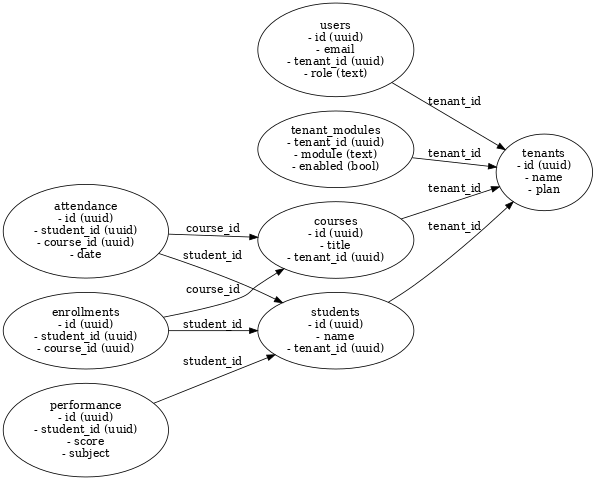 users
- id (uuid)
- email
- tenant_id (uuid)
- role (text)
tenant_id
tenant_modules
- tenant_id (uuid)
- module (text)
- enabled (bool)
tenant_id
tenants
- id (uuid)
- name
- plan
attendance
- id (uuid)
- student_id (uuid)
- course_id (uuid)
- date
course_id
student_id
courses
- id (uuid)
- title
- tenant_id (uuid)
tenant_id
tenant_id
enrollments
- id (uuid)
- student_id (uuid)
- course_id (uuid)
course_id
student_id
students
- id (uuid)
- name
- tenant_id (uuid)
student_id
performance
- id (uuid)
- student_id (uuid)
- score
- subject